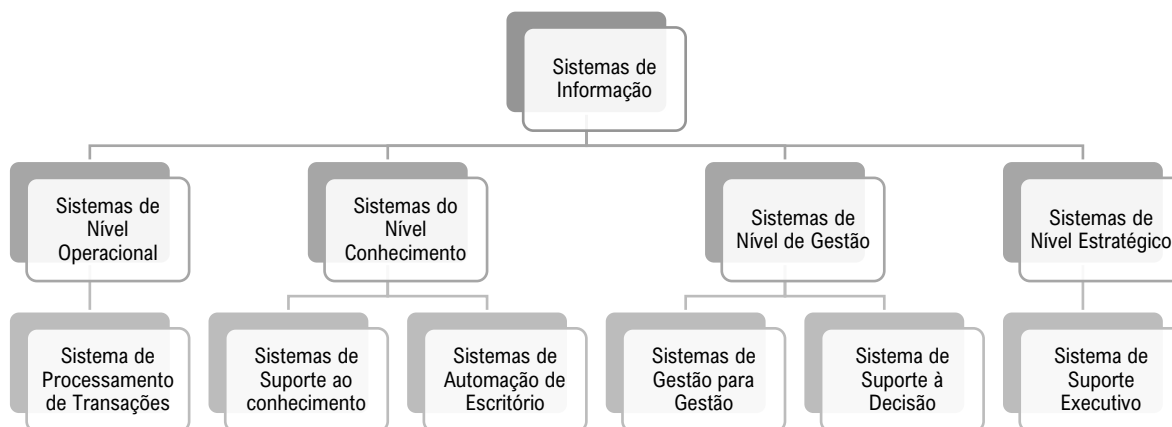 Sistemas de
Informação
Sistemas de
Nível
Operacional
Sistemas do
Nível
Conhecimento
Sistemas de
Nível de Gestão
Sistemas de
Nível Estratégico
Sistema de
Processamento
de Transações
Sistemas de
Suporte ao
conhecimento
Sistemas de
Automação de
Escritório
Sistemas de
Gestão para
Gestão
Sistema de
Suporte à
Decisão
Sistema de
Suporte
Executivo